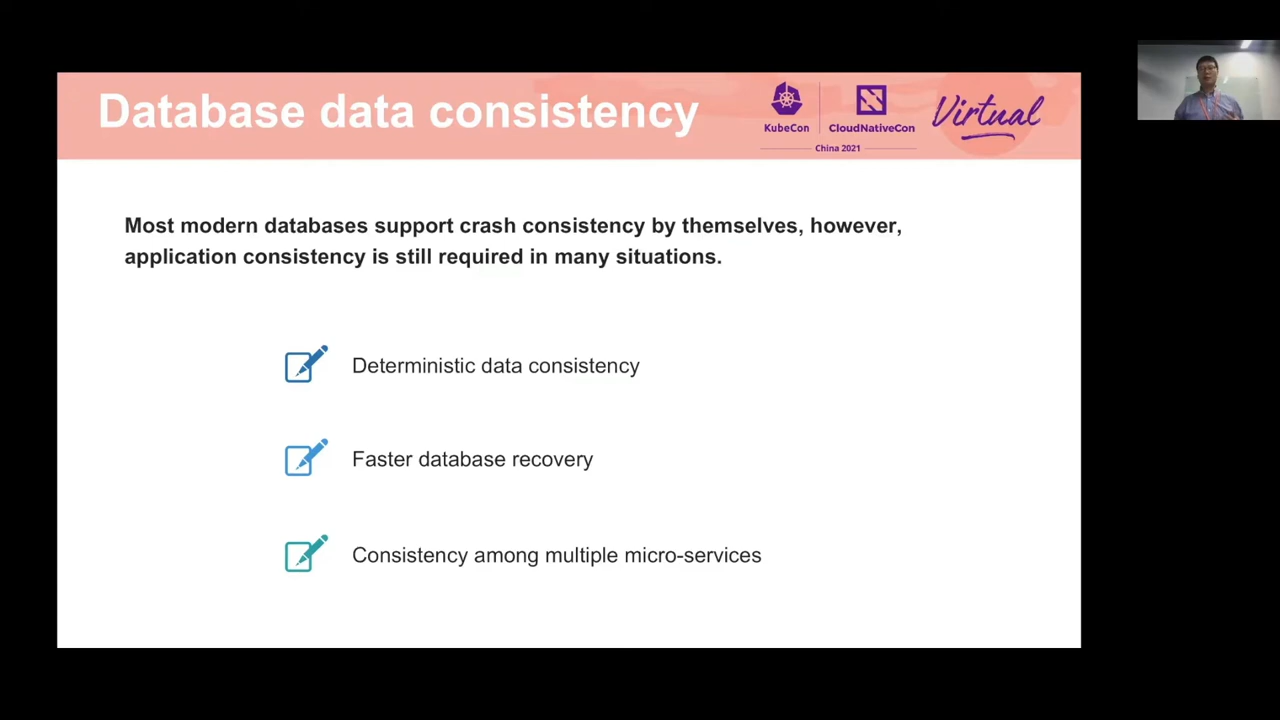 Database data consistency
KubeCon
CloudNativeCon
China 2021
Virtual
Most modern databases support crash consistency by themselves, however,
application consistency is still required in many situations.
Deterministic data consistency
Faster database recovery
Consistency among multiple micro-services